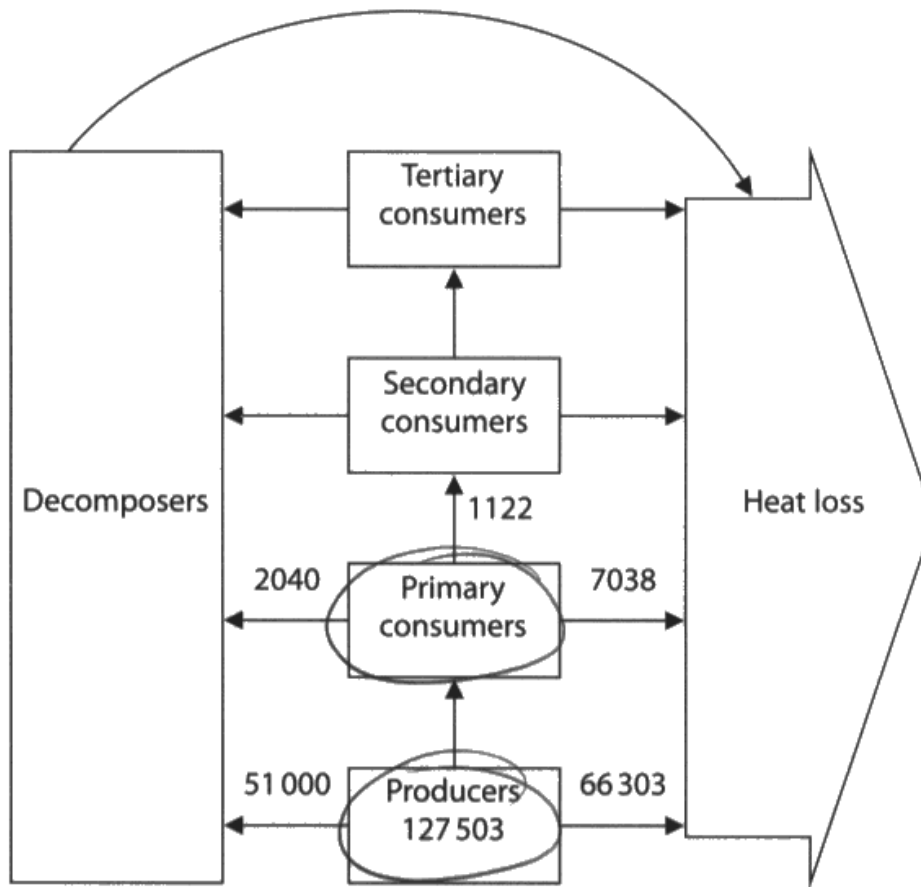 Tertiary
consumers
Secondary
consumers
Decomposers
Heat loss
1122
2040
Primary
consumers
7038
51 000
Producers
127 503
66 303